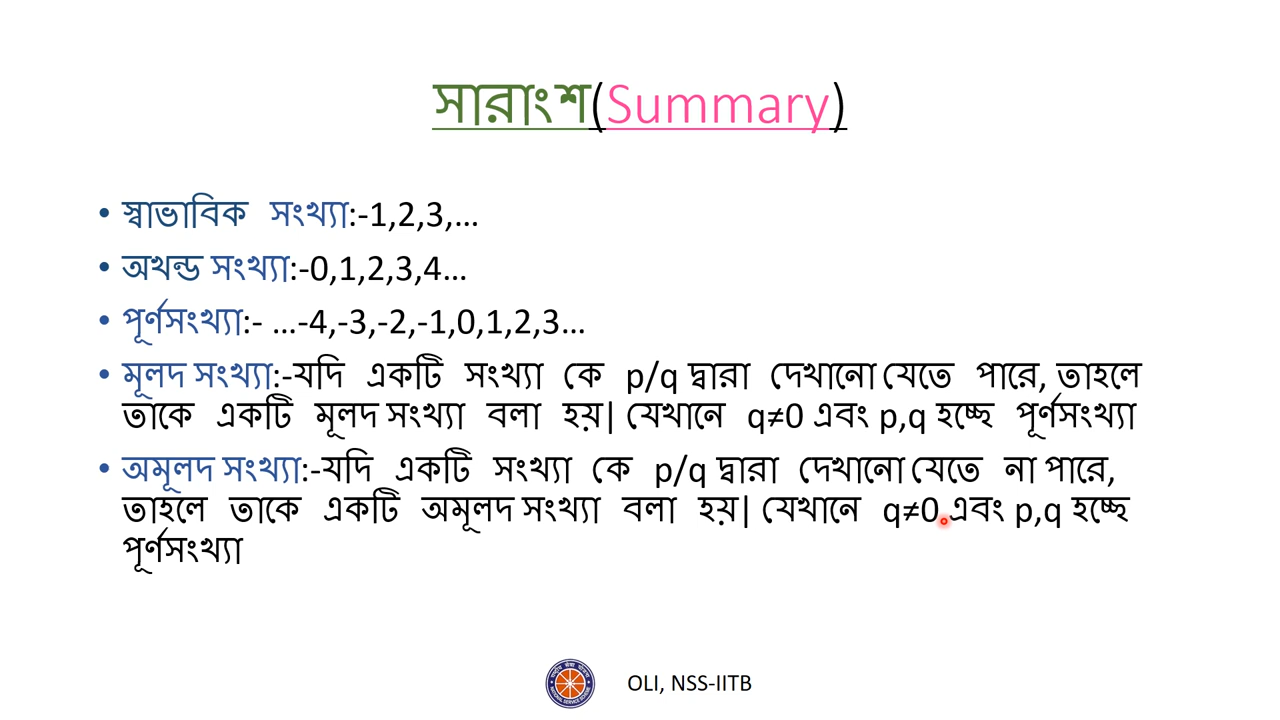 সারাংশ(Summary)
• স্বাভাবিক সংখ্যা:-1,2,3,...
• অখন্ড সংখ্যা:-0,1,2,3,4...
• পূর্ণসংখ্যা:- ...-4,-3,-2,-1,0,1,2,3...
• মূলদ সংখ্যা:-যদি একটি সংখ্যা কে p/q দ্বারা দেখানো যেতে পারে, তাহলে
তাকে একটি মূলদ সংখ্যা বলা হয়| যেখানে q≠0 এবং p,q হচ্ছে পূর্ণসংখ্যা
• অমূলদ সংখ্যা:-যদি একটি সংখ্যা কে p/q দ্বারা দেখানো যেতে না পারে,
তাহলে তাকে একটি অমূলদ সংখ্যা বলা হয়| যেখানে q≠0 এবং p,q হচ্ছে
পূর্ণসংখ্যা
OLI, NSS-IITB